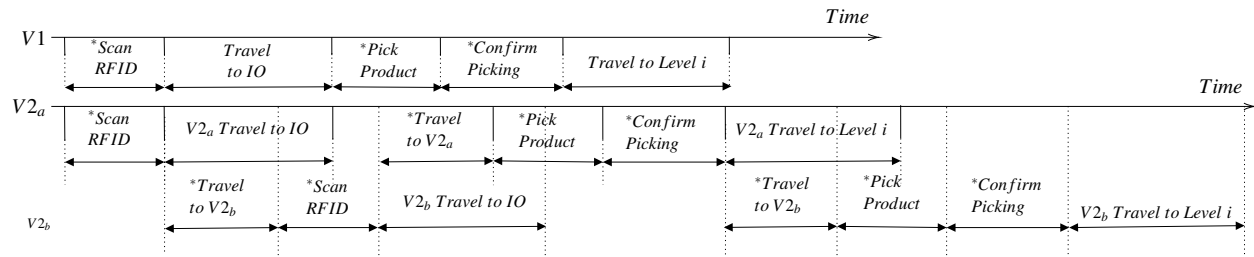 Time
V1
*Scan
RFID
Travel
to IO
*Pick
Product
*Confirm
Picking
Travel to Level i
Time
V2a
*Scan
RFID
V2a Travel to IO
*Travel
to V2a
*Pick
Product
*Confirm
Picking
V2a Travel to Level i
V2b
*Travel
to V2b
*Scan
RFID
V2b Travel to IO
*Travel
to V2b
*Pick
Product
*Confirm
Picking
V2b Travel to Level i